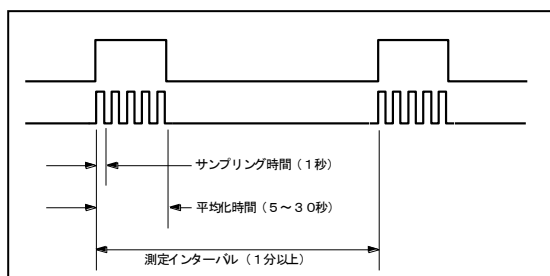 サンプリング時間（１秒）
平均化時間（５～３０秒）
測定インターバル（１分以上）